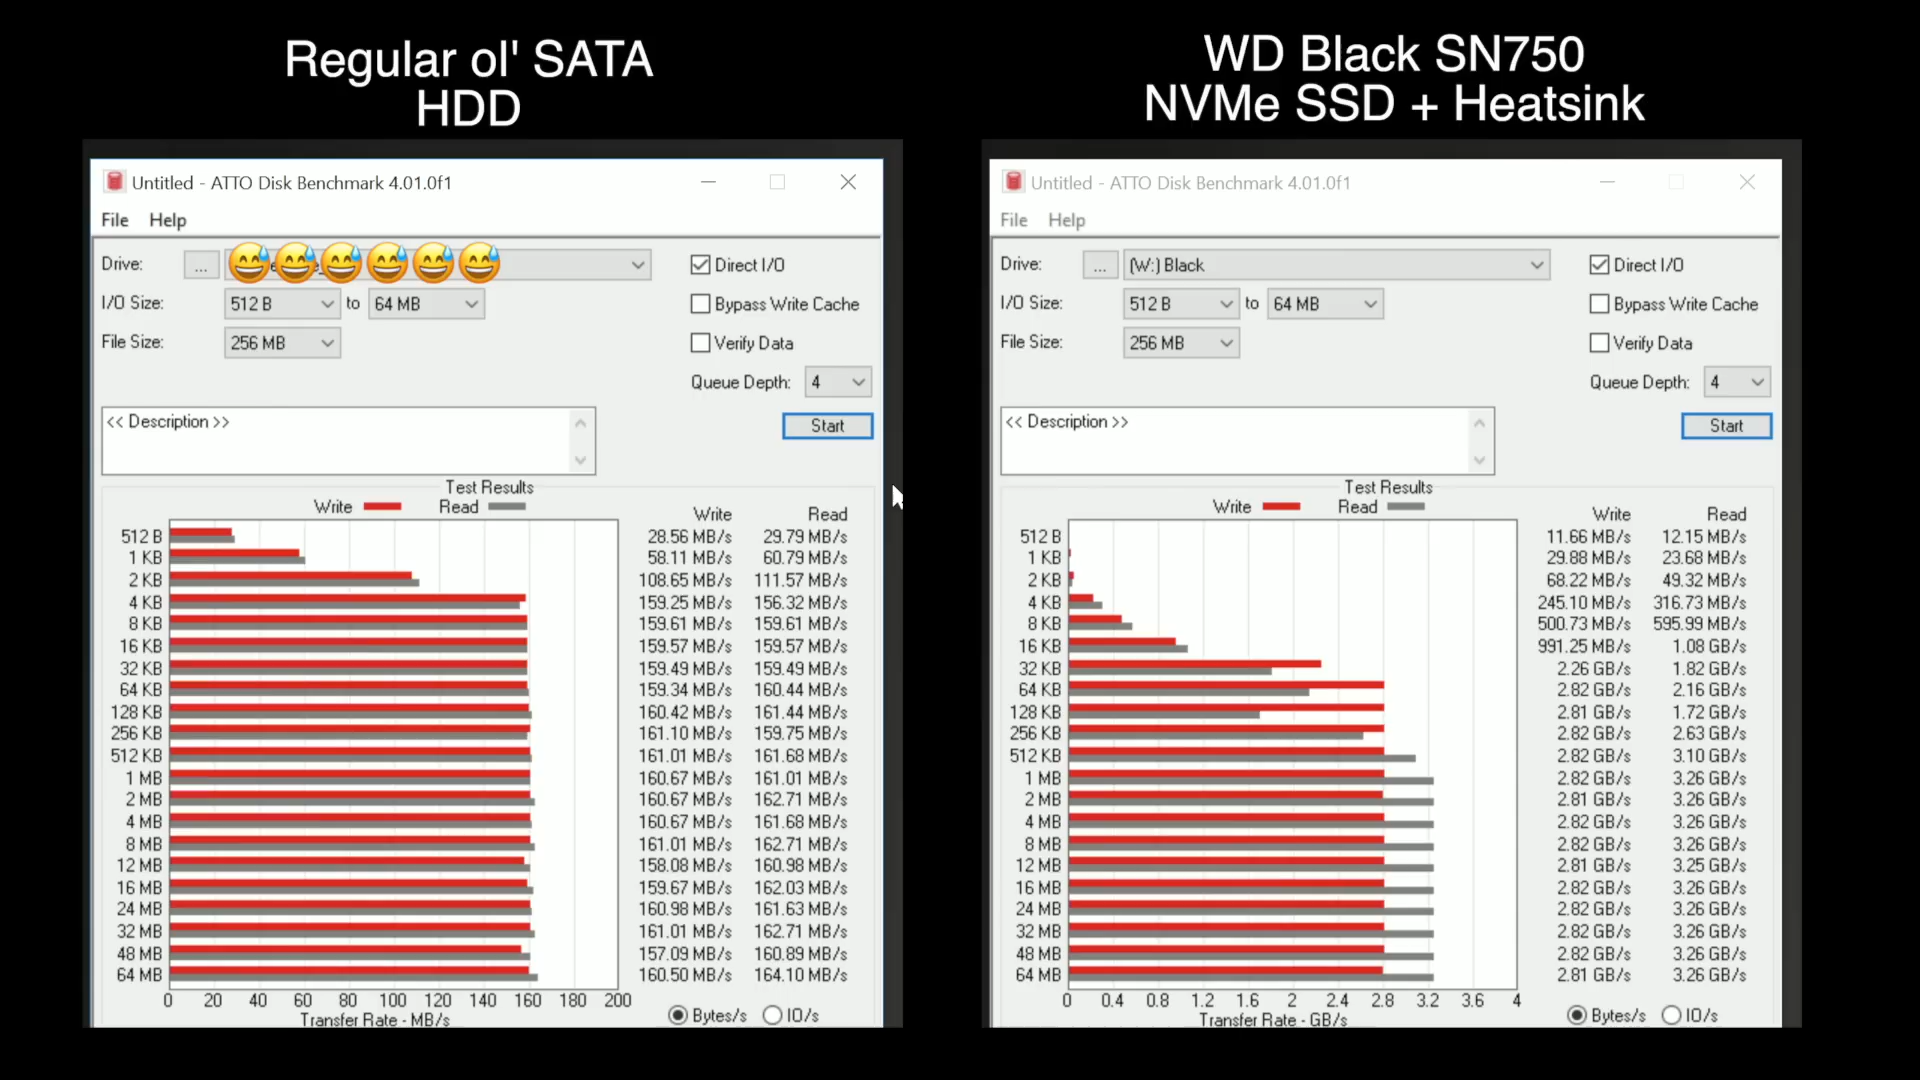 Regular ol' SATA
HDD
Untitled - ATTO Disk Benchmark 4.01.0f1
File Help
Drive: ...
Direct I/O
I/O Size: 512 B to 64 MB
Bypass Write Cache
File Size: 256 MB
Verify Data
Queue Depth: 4
<< Description >>
Start
Test Results
Write Read
Write Read
512 B 28.56 MB/s 29.79 MB/s
1 KB 58.11 MB/s 60.79 MB/s
2 KB 108.65 MB/s 111.57 MB/s
4 KB 159.25 MB/s 156.32 MB/s
8 KB 159.61 MB/s 159.61 MB/s
16 KB 159.57 MB/s 159.57 MB/s
32 KB 159.49 MB/s 159.49 MB/s
64 KB 159.34 MB/s 160.44 MB/s
128 KB 160.42 MB/s 161.44 MB/s
256 KB 161.10 MB/s 159.75 MB/s
512 KB 161.01 MB/s 161.68 MB/s
1 MB 160.67 MB/s 161.01 MB/s
2 MB 160.67 MB/s 162.71 MB/s
4 MB 160.67 MB/s 161.68 MB/s
8 MB 161.01 MB/s 162.71 MB/s
12 MB 158.08 MB/s 160.98 MB/s
16 MB 159.67 MB/s 162.03 MB/s
24 MB 160.98 MB/s 161.63 MB/s
32 MB 161.01 MB/s 162.71 MB/s
48 MB 157.09 MB/s 160.89 MB/s
64 MB 160.50 MB/s 164.10 MB/s
0 20 40 60 80 100 120 140 160 180 200
Transfer Rate - MB/s
Bytes/s IO/s
WD Black SN750
NVMe SSD + Heatsink
Untitled - ATTO Disk Benchmark 4.01.0f1
File Help
Drive: ... (W:) Black
Direct I/O
I/O Size: 512 B to 64 MB
Bypass Write Cache
File Size: 256 MB
Verify Data
Queue Depth: 4
<< Description >>
Start
Test Results
Write Read
Write Read
512 B 11.66 MB/s 12.15 MB/s
1 KB 29.88 MB/s 23.68 MB/s
2 KB 68.22 MB/s 49.32 MB/s
4 KB 245.10 MB/s 316.73 MB/s
8 KB 500.73 MB/s 595.99 MB/s
16 KB 991.25 MB/s 1.08 GB/s
32 KB 2.26 GB/s 1.82 GB/s
64 KB 2.82 GB/s 2.16 GB/s
128 KB 2.81 GB/s 1.72 GB/s
256 KB 2.82 GB/s 2.63 GB/s
512 KB 2.82 GB/s 3.10 GB/s
1 MB 2.82 GB/s 3.26 GB/s
2 MB 2.81 GB/s 3.26 GB/s
4 MB 2.82 GB/s 3.26 GB/s
8 MB 2.82 GB/s 3.26 GB/s
12 MB 2.81 GB/s 3.25 GB/s
16 MB 2.82 GB/s 3.26 GB/s
24 MB 2.82 GB/s 3.26 GB/s
32 MB 2.82 GB/s 3.26 GB/s
48 MB 2.82 GB/s 3.26 GB/s
64 MB 2.81 GB/s 3.26 GB/s
0 0.4 0.8 1.2 1.6 2 2.4 2.8 3.2 3.6 4
Transfer Rate - GB/s
Bytes/s IO/s